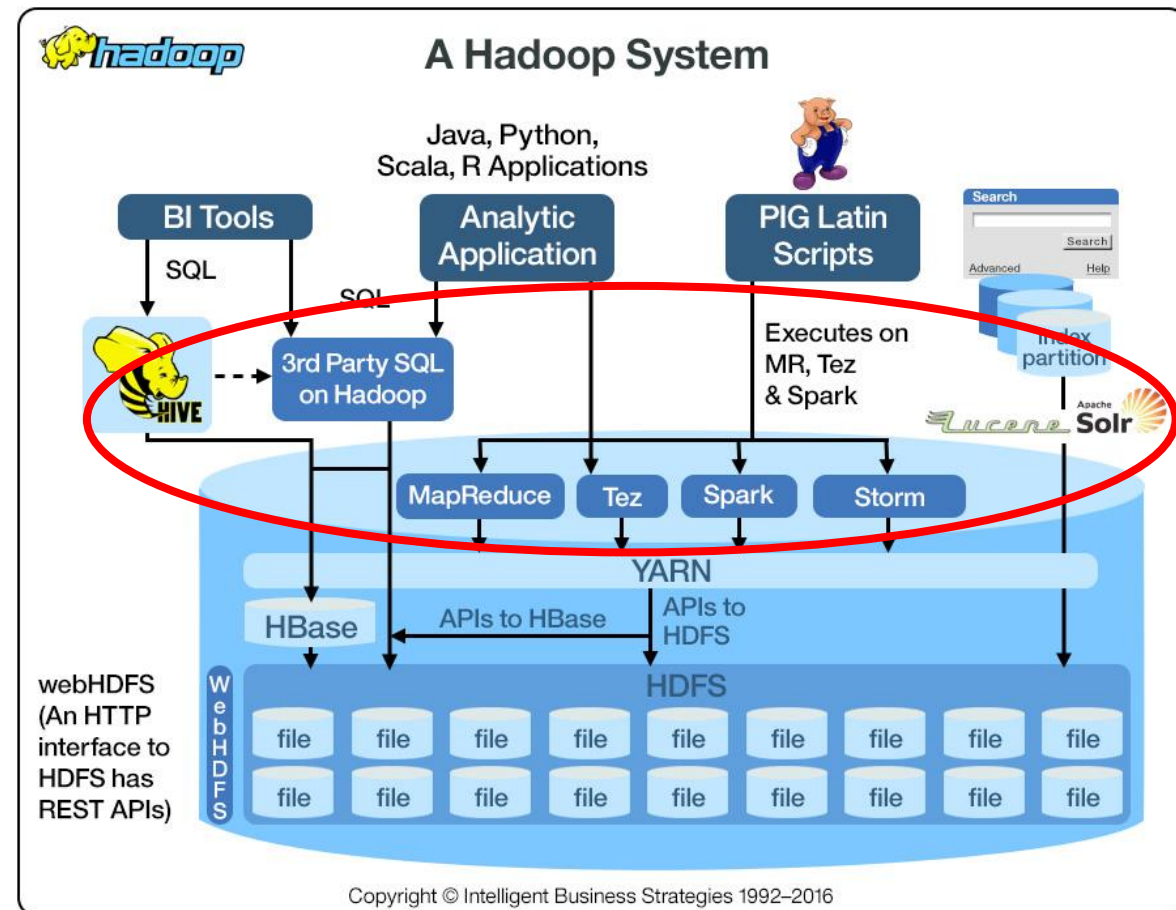 hadoop
A Hadoop System
Java, Python,
Scala, R Applications
BI Tools
Analytic
Application
PIG Latin
Scripts
Search
Search
Advanced
Help
SQL
SQL
HIVE
3rd Party SQL
on Hadoop
Executes on
MR, Tez
& Spark
index
partition
Lucene
Apache
Solr
MapReduce
Tez
Spark
Storm
YARN
HBase
APIs to HBase
APIs to
HDFS
webHDFS
(An HTTP
interface to
HDFS has
REST APIs)
WebHDFS
HDFS
file file file file file file file file file
file file file file file file file file file
Copyright © Intelligent Business Strategies 1992–2016